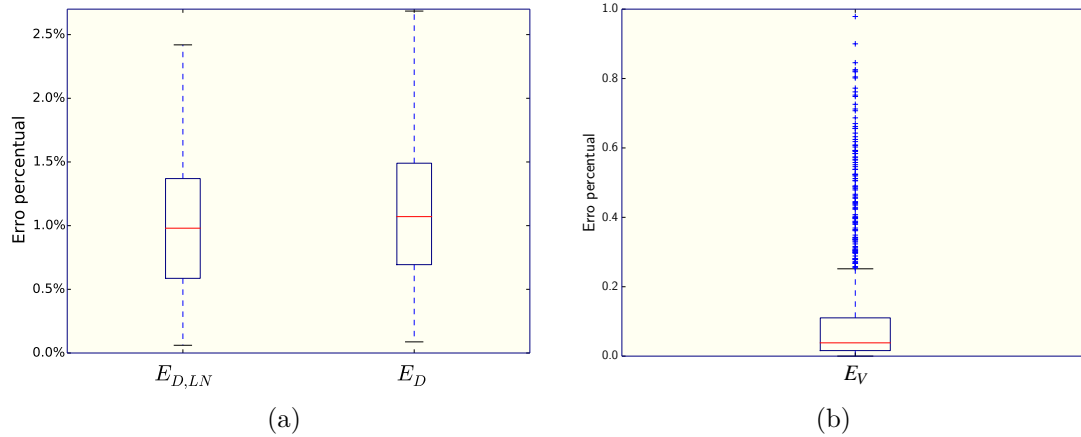 2.5%
2.0%
1.5%
1.0%
0.5%
0.0%
Erro percentual
E_{D,LN}
E_D
(a)
1.0
0.8
0.6
0.4
0.2
0.0
Erro percentual
E_V
(b)